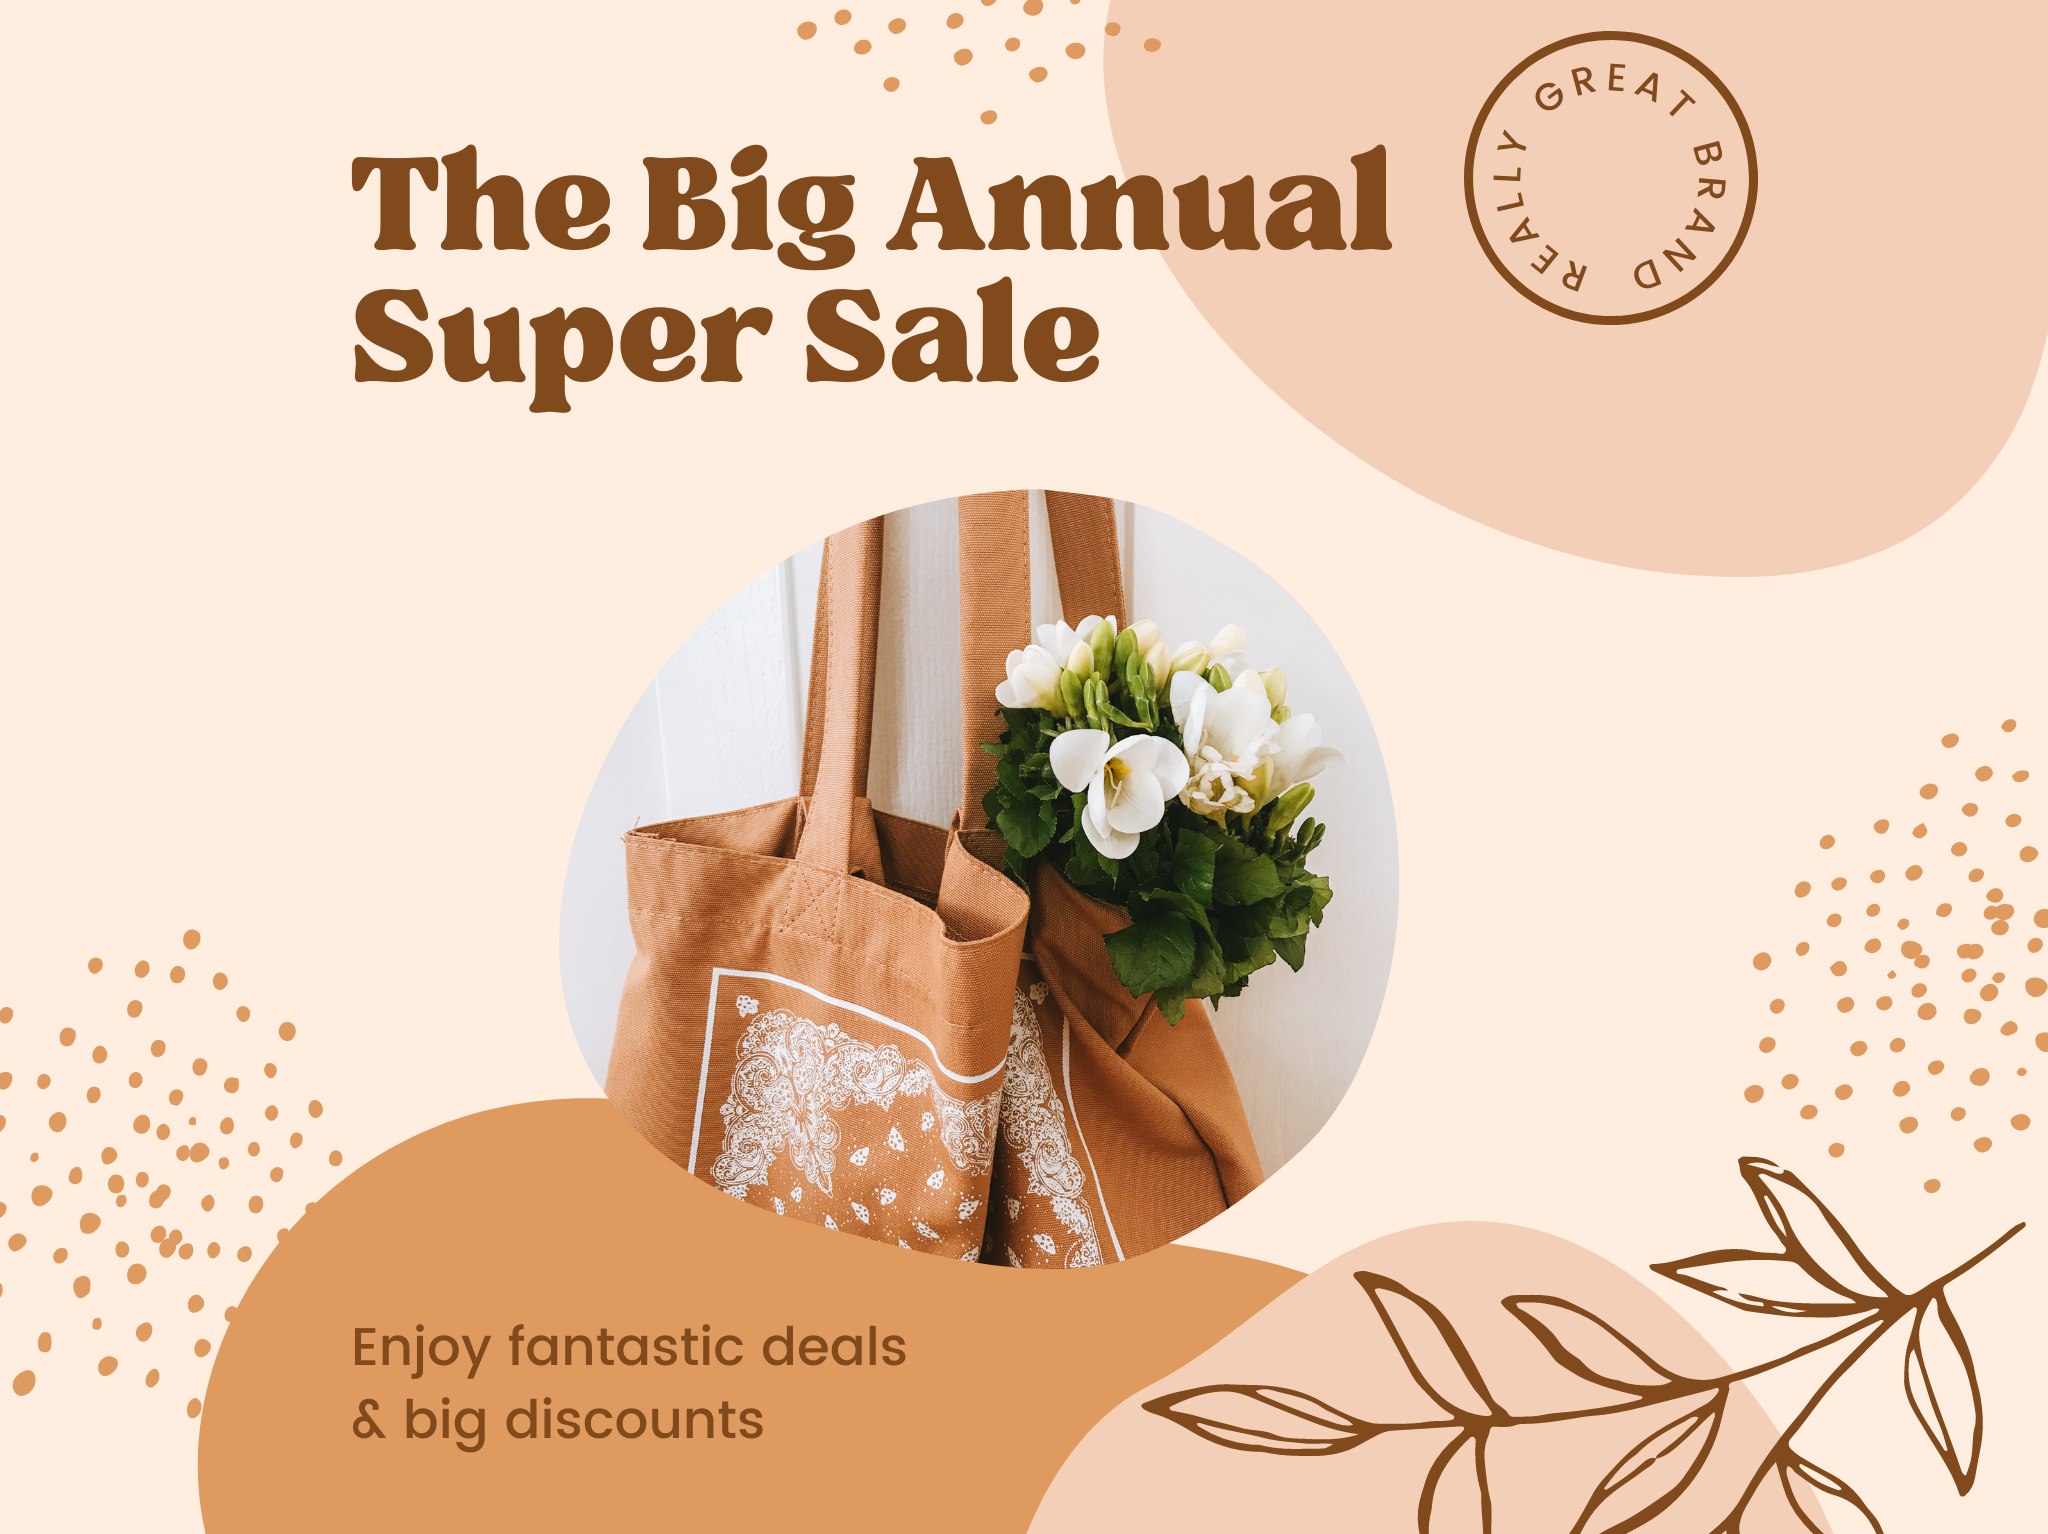 The Big Annual
Super Sale
REALLY GREAT BRAND
Enjoy fantastic deals
& big discounts